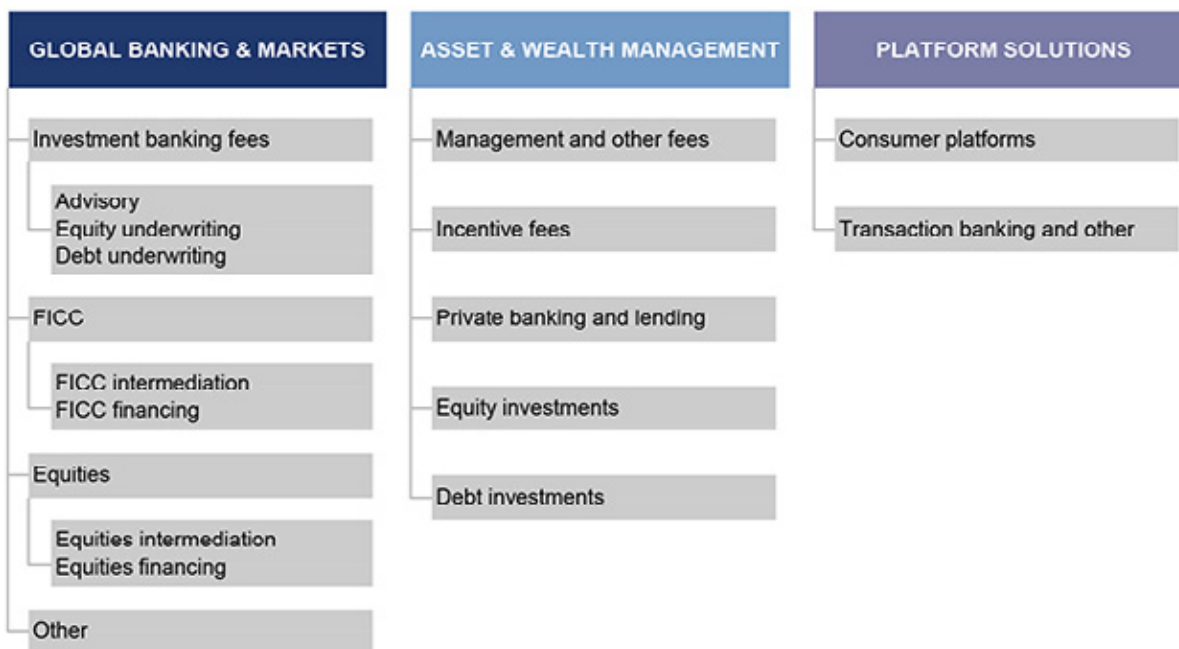 GLOBAL BANKING & MARKETS
Investment banking fees
Advisory
Equity underwriting
Debt underwriting
FICC
FICC intermediation
FICC financing
Equities
Equities intermediation
Equities financing
Other
ASSET & WEALTH MANAGEMENT
Management and other fees
Incentive fees
Private banking and lending
Equity investments
Debt investments
PLATFORM SOLUTIONS
Consumer platforms
Transaction banking and other